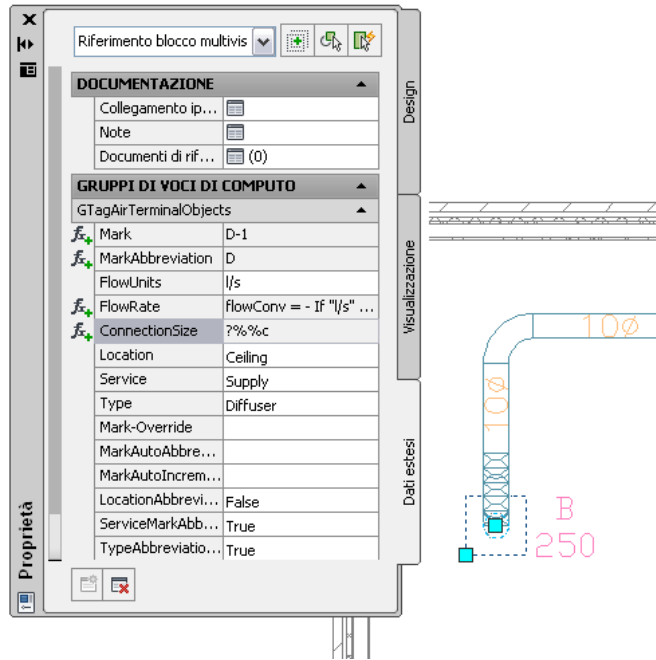 Riferimento blocco multivis
DOCUMENTAZIONE
Collegamento ip...
Note
Documenti di rif... (0)
GRUPPI DI VOCI DI COMPUTO
GTagAirTerminalObjects
Mark D-1
MarkAbbreviation D
FlowUnits l/s
FlowRate flowConv = - If "l/s" ...
ConnectionSize ?%%c
Location Ceiling
Service Supply
Type Diffuser
Mark-Override
MarkAutoAbbre...
MarkAutoIncrem...
LocationAbbrevi... False
ServiceMarkAbb... True
TypeAbbreviatio... True
Proprietà
Design
Visualizzazione
Dati estesi
10ø
10ø
B
250